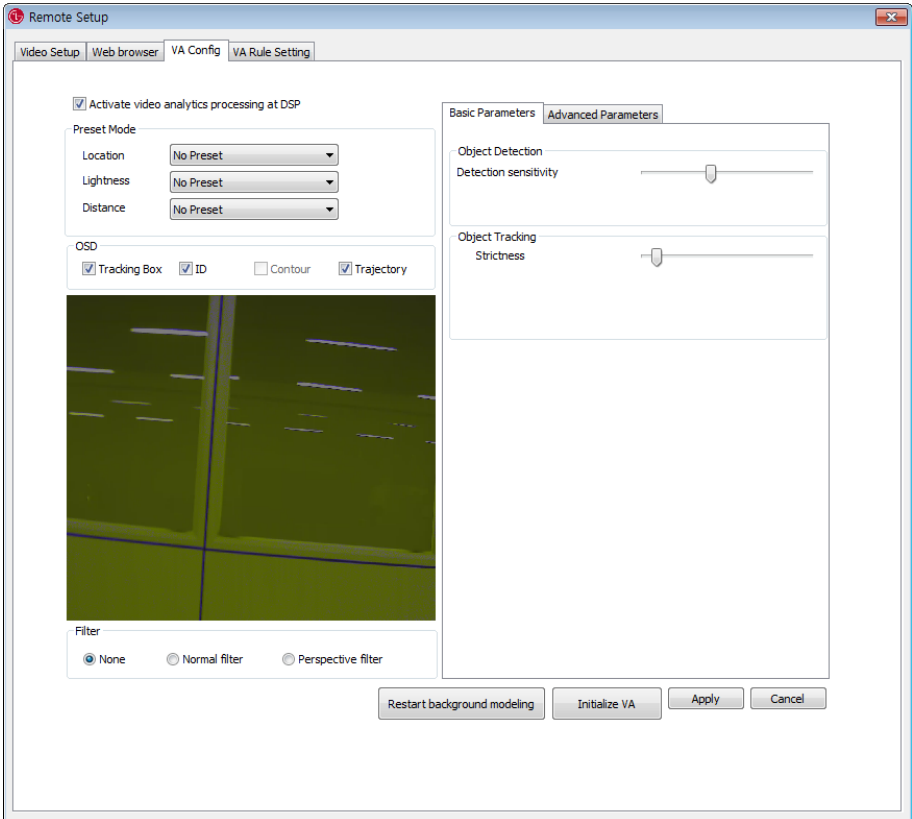 Remote Setup
Video Setup
Web browser
VA Config
VA Rule Setting
Activate video analytics processing at DSP
Preset Mode
Location
No Preset
Lightness
No Preset
Distance
No Preset
OSD
Tracking Box
ID
Contour
Trajectory
Filter
None
Normal filter
Perspective filter
Basic Parameters
Advanced Parameters
Object Detection
Detection sensitivity
Object Tracking
Strictness
Restart background modeling
Initialize VA
Apply
Cancel